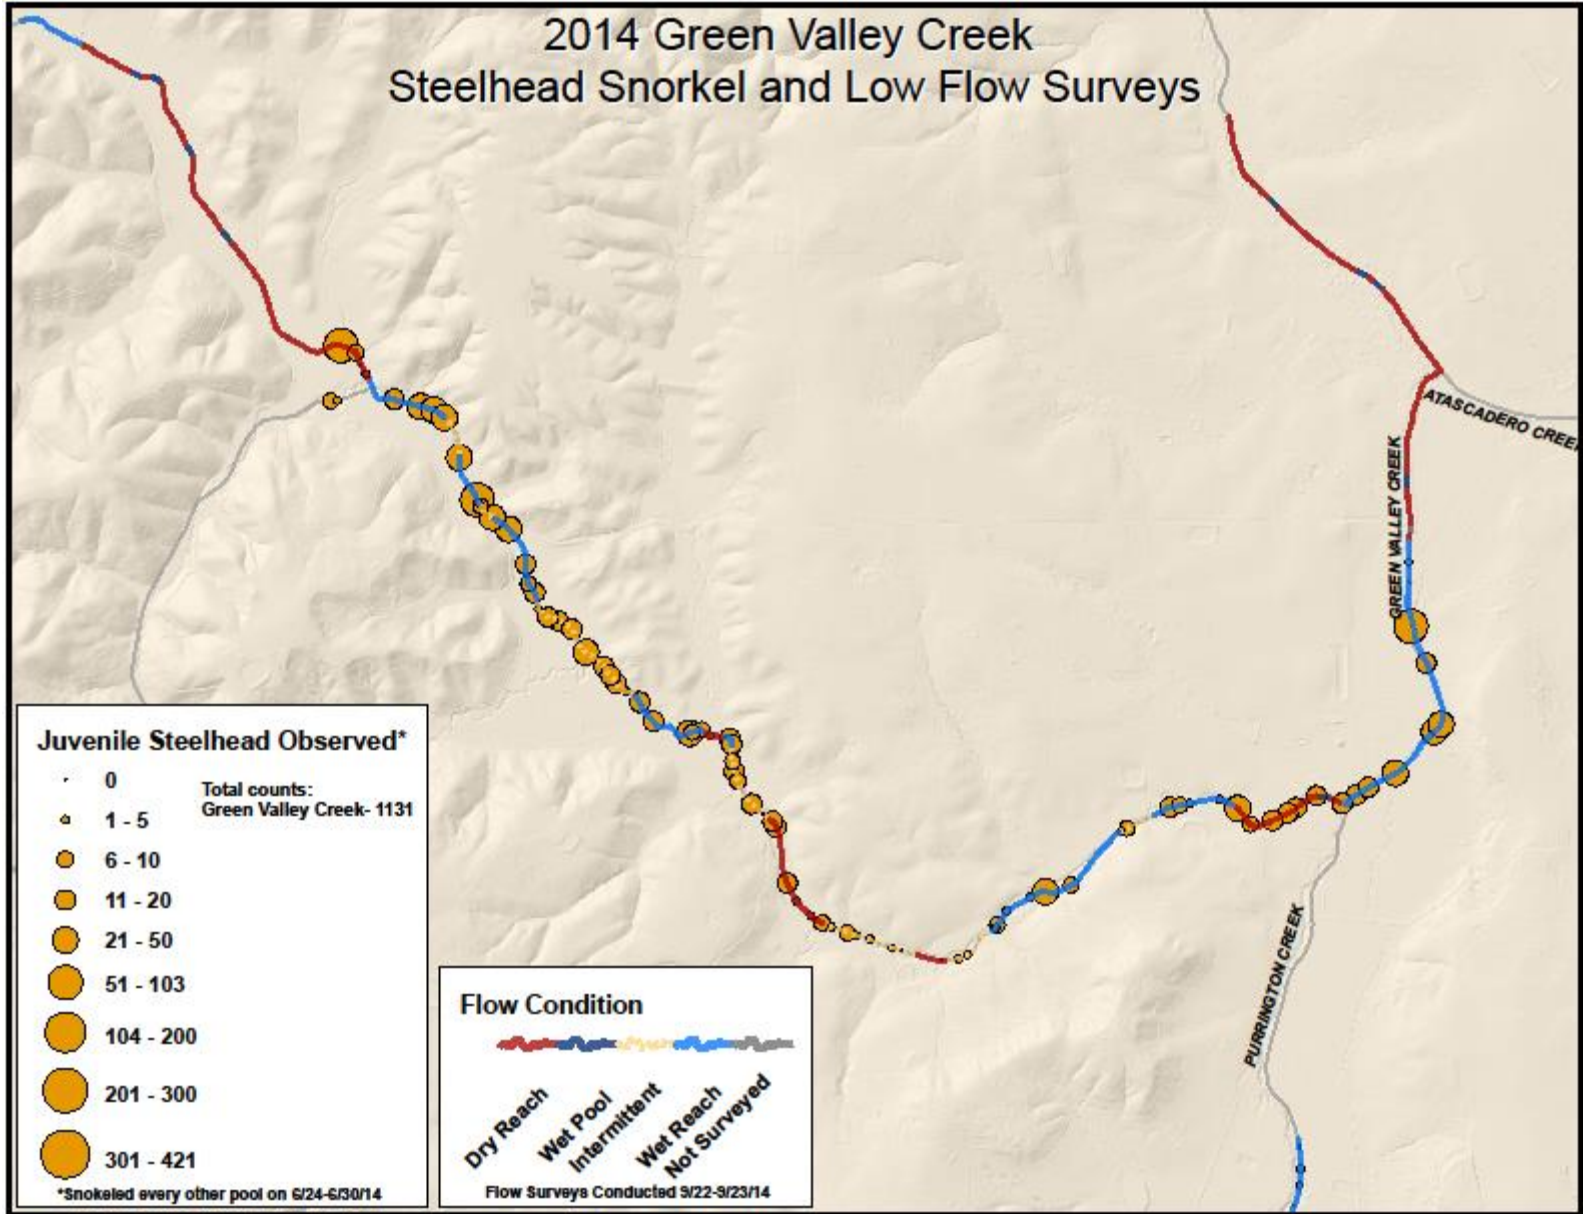 2014 Green Valley Creek
Steelhead Snorkel and Low Flow Surveys
ATASCADERO CREEK
GREEN VALLEY CREEK
PURRINGTON CREEK
Juvenile Steelhead Observed*
0
1 - 5
6 - 10
11 - 20
21 - 50
51 - 103
104 - 200
201 - 300
301 - 421
Total counts:
Green Valley Creek- 1131
*Snokeled every other pool on 6/24-6/30/14
Flow Condition
Dry Reach
Wet Pool
Intermittent
Wet Reach
Not Surveyed
Flow Surveys Conducted 9/22-9/23/14